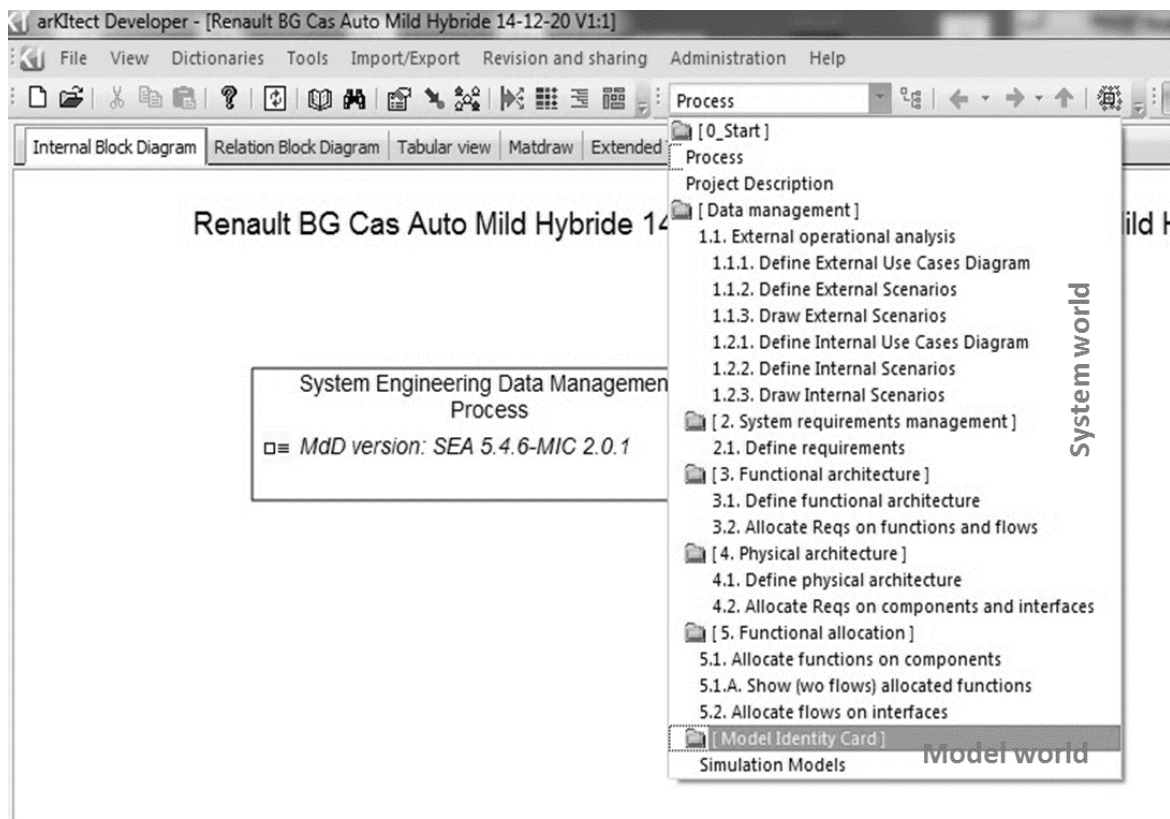 arKItect Developer - [Renault BG Cas Auto Mild Hybride 14-12-20 V1:1]
File View Dictionaries Tools Import/Export Revision and sharing Administration Help
Process
Internal Block Diagram Relation Block Diagram Tabular view Matdraw Extended
Renault BG Cas Auto Mild Hybride 14
ild H
System Engineering Data Managemen
Process
MdD version: SEA 5.4.6-MIC 2.0.1
[ 0_Start ]
Process
Project Description
[ Data management ]
1.1. External operational analysis
1.1.1. Define External Use Cases Diagram
1.1.2. Define External Scenarios
1.1.3. Draw External Scenarios
1.2.1. Define Internal Use Cases Diagram
1.2.2. Define Internal Scenarios
1.2.3. Draw Internal Scenarios
[ 2. System requirements management ]
2.1. Define requirements
[ 3. Functional architecture ]
3.1. Define functional architecture
3.2. Allocate Reqs on functions and flows
[ 4. Physical architecture ]
4.1. Define physical architecture
4.2. Allocate Reqs on components and interfaces
[ 5. Functional allocation ]
5.1. Allocate functions on components
5.1.A. Show (wo flows) allocated functions
5.2. Allocate flows on interfaces
[ Model Identity Card ]
Simulation Models
System world
Model world